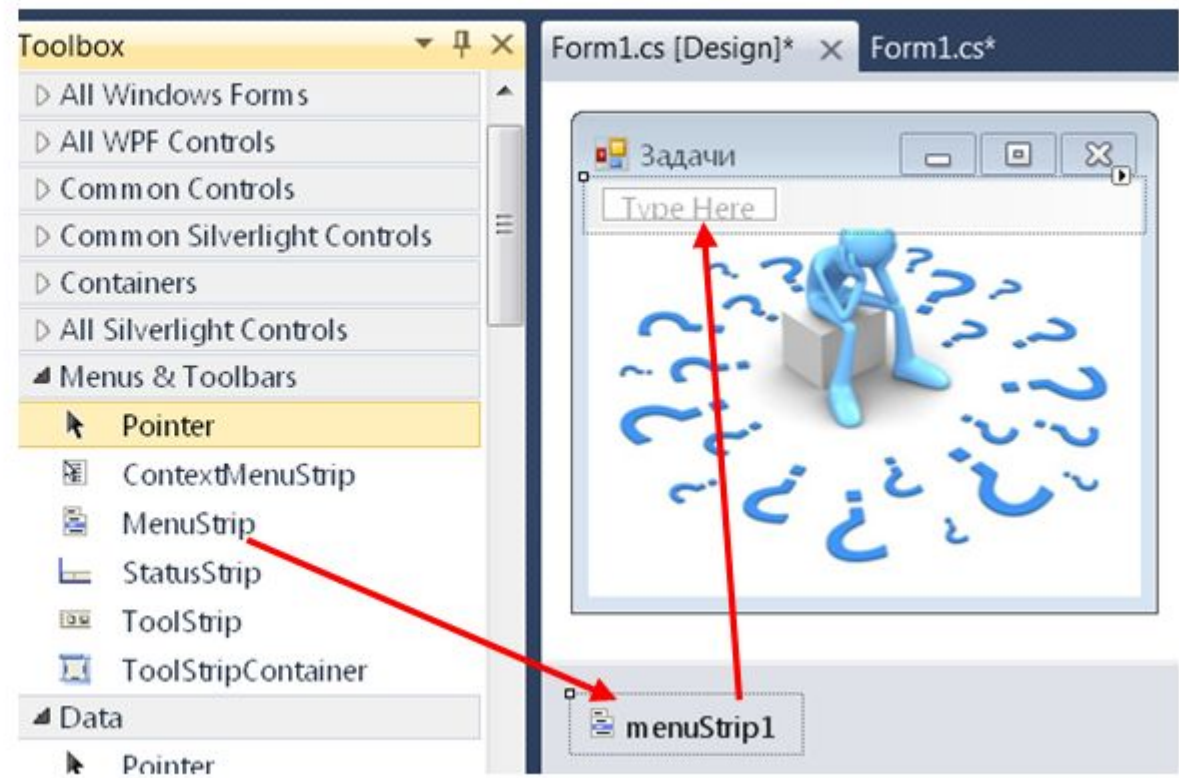 Toolbox
All Windows Forms
All WPF Controls
Common Controls
Common Silverlight Controls
Containers
All Silverlight Controls
Menus & Toolbars
Pointer
ContextMenuStrip
MenuStrip
StatusStrip
ToolStrip
ToolStripContainer
Data
Pointer
Form1.cs [Design]*
Form1.cs*
Задачи
Type Here
menuStrip1